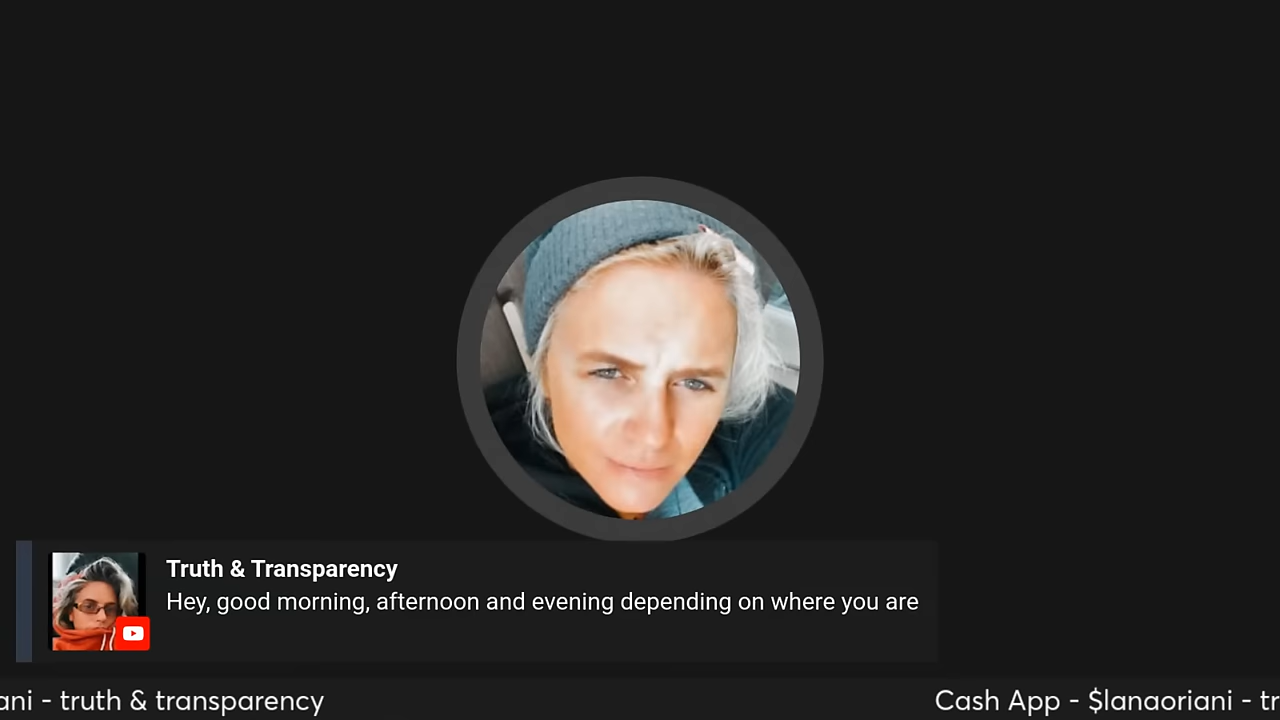 Truth & Transparency
Hey, good morning, afternoon and evening depending on where you are
ani - truth & transparency
Cash App - $lanaoriani - tr